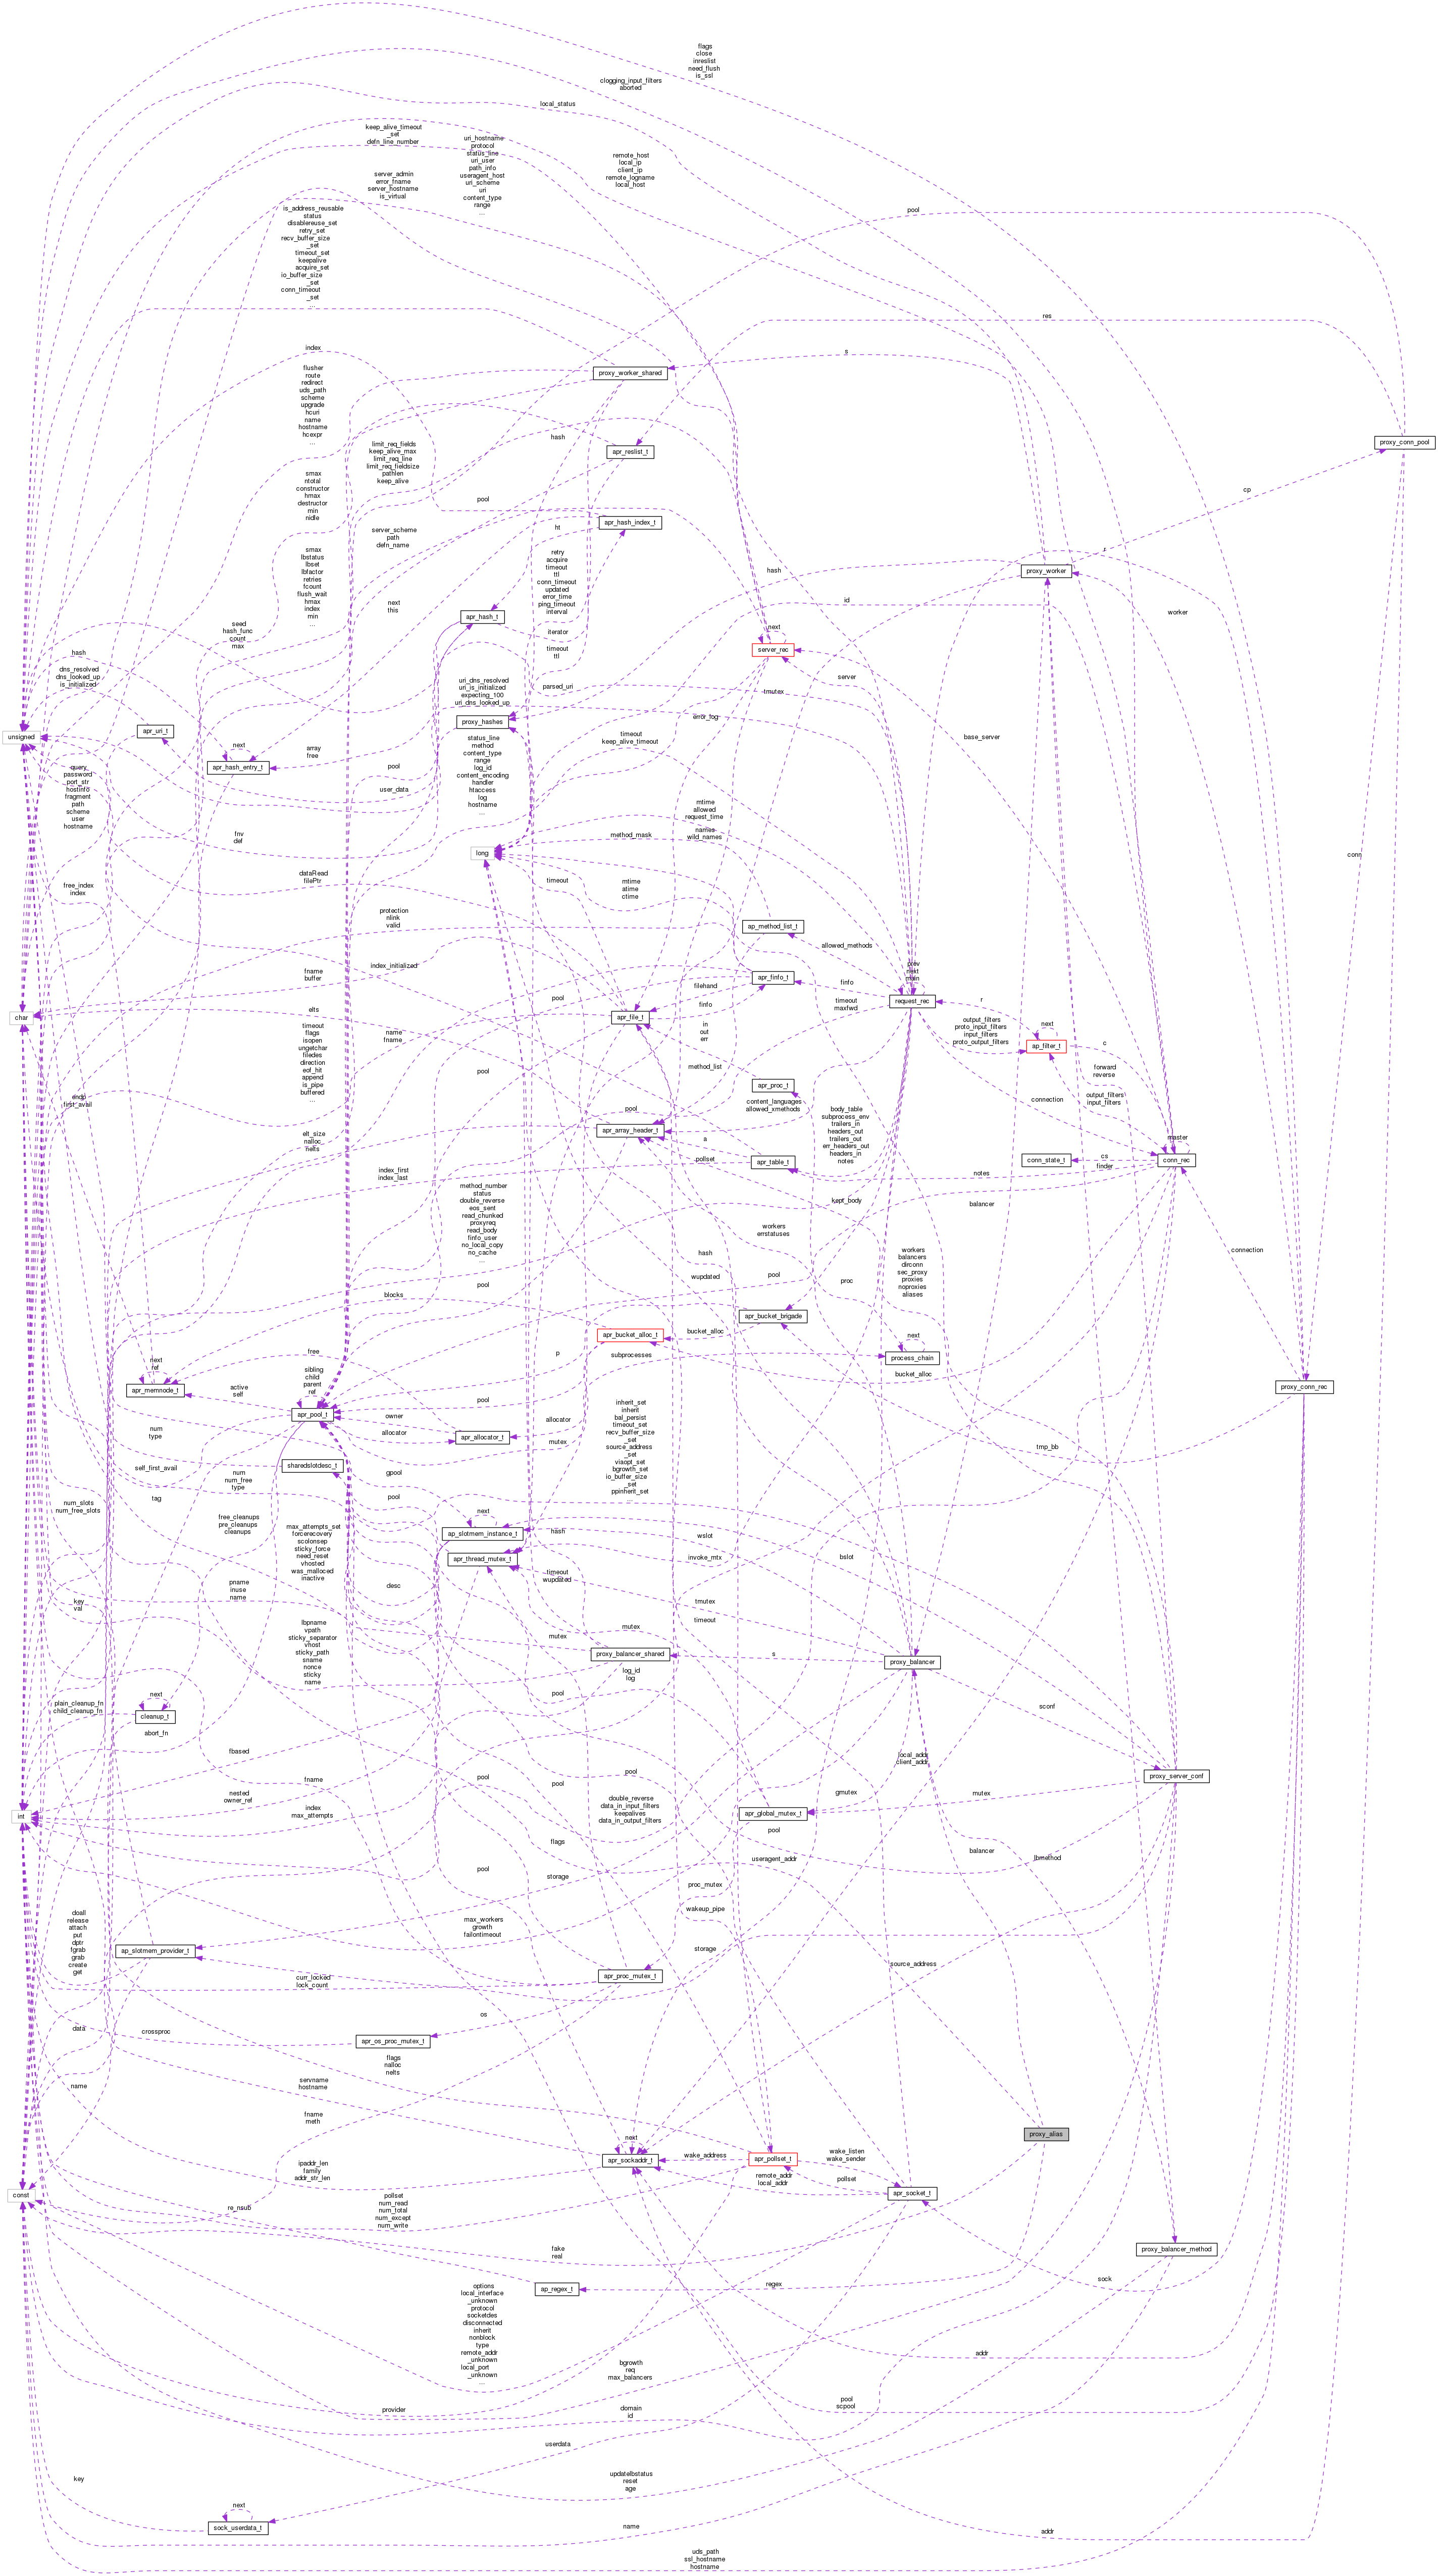 flags
close
inreslist
need_flush
is_ssl
clogging_input_filters
aborted
local_status
keep_alive_timeout
_set
defn_line_number
uri_hostname
protocol
status_line
uri_user
path_info
useragent_host
uri_scheme
uri
content_type
range
...
remote_host
local_ip
client_ip
remote_logname
local_host
server_admin
error_fname
server_hostname
is_virtual
pool
is_address_reusable
status
disablereuse_set
retry_set
recv_buffer_size
_set
timeout_set
keepalive
acquire_set
io_buffer_size
_set
conn_timeout
_set
...
res
index
s
proxy_worker_shared
flusher
route
redirect
uds_path
scheme
upgrade
hcuri
name
hostname
hcexpr
...
hash
apr_reslist_t
proxy_conn_pool
limit_req_fields
keep_alive_max
limit_req_line
limit_req_fieldsize
pathlen
keep_alive
smax
ntotal
constructor
hmax
destructor
min
nidle
pool
cp
ht
apr_hash_index_t
server_scheme
path
defn_name
retry
acquire
timeout
ttl
conn_timeout
updated
error_time
ping_timeout
interval
r
smax
lbstatus
lbset
lbfactor
retries
fcount
flush_wait
hmax
index
min
...
hash
proxy_worker
id
worker
next
this
apr_hash_t
seed
hash_func
count
max
iterator
next
server_rec
hash
timeout
ttl
dns_resolved
dns_looked_up
is_initialized
server
uri_dns_resolved
uri_is_initialized
expecting_100
uri_dns_looked_up
parsed_uri
tmutex
proxy_hashes
error_log
base_server
unsigned
apr_uri_t
next
array
free
timeout
keep_alive_timeout
apr_hash_entry_t
pool
query
password
port_str
hostinfo
fragment
path
scheme
user
hostname
status_line
method
content_type
range
log_id
content_encoding
handler
htaccess
log
hostname
...
user_data
mtime
allowed
request_time
fnv
def
method_mask
names
wild_names
long
conn
dataRead
filePtr
timeout
mtime
atime
ctime
free_index
index
protection
nlink
valid
ap_method_list_t
allowed_methods
index_initialized
prev
next
main
fname
buffer
pool
filehand
apr_finfo_t
finfo
request_rec
finfo
timeout
maxfwd
char
elts
apr_file_t
r
output_filters
proto_input_filters
input_filters
proto_output_filters
next
ap_filter_t
c
timeout
flags
isopen
ungetchar
filedes
direction
eof_hit
append
is_pipe
buffered
...
name
fname
in
out
err
method_list
pool
forward
reverse
apr_proc_t
endp
first_avail
content_languages
allowed_xmethods
connection
output_filters
input_filters
pool
body_table
subprocess_env
trailers_in
headers_out
trailers_out
err_headers_out
headers_in
notes
apr_array_header_t
elt_size
nalloc
nelts
a
master
apr_table_t
pollset
conn_state_t
cs
conn_rec
index_first
index_last
finder
notes
method_number
status
double_reverse
eos_sent
read_chunked
proxyreq
read_body
finfo_user
no_local_copy
no_cache
...
kept_body
balancer
workers
errstatuses
hash
workers
balancers
dirconn
sec_proxy
proxies
noproxies
aliases
connection
pool
wupdated
pool
proc
blocks
apr_bucket_brigade
apr_bucket_alloc_t
bucket_alloc
next
free
p
subprocesses
process_chain
next
ref
sibling
child
parent
ref
bucket_alloc
apr_memnode_t
active
self
pool
proxy_conn_rec
apr_pool_t
owner
allocator
inherit_set
inherit
bal_persist
timeout_set
recv_buffer_size
_set
source_address
_set
viaopt_set
bgrowth_set
io_buffer_size
_set
ppinherit_set
...
num
type
allocator
apr_allocator_t
mutex
tmp_bb
sharedslotdesc_t
self_first_avail
gpool
num
num_free
type
num_slots
num_free_slots
tag
pool
next
free_cleanups
pre_cleanups
cleanups
ap_slotmem_instance_t
hash
wslot
max_attempts_set
forcerecovery
scolonsep
sticky_force
need_reset
vhosted
was_malloced
inactive
apr_thread_mutex_t
invoke_mtx
bslot
timeout
wupdated
desc
pname
inuse
name
key
val
tmutex
timeout
lbpname
vpath
sticky_separator
vhost
sticky_path
sname
nonce
sticky
name
mutex
mutex
proxy_balancer_shared
s
proxy_balancer
log_id
log
next
plain_cleanup_fn
child_cleanup_fn
pool
sconf
cleanup_t
abort_fn
fbased
local_addr
client_addr
fname
pool
pool
pool
proxy_server_conf
nested
owner_ref
double_reverse
data_in_input_filters
keepalives
data_in_output_filters
gmutex
mutex
int
index
max_attempts
apr_global_mutex_t
pool
flags
useragent_addr
balancer
lbmethod
pool
storage
proc_mutex
doall
release
attach
put
dptr
fgrab
grab
create
get
max_workers
growth
failontimeout
wakeup_pipe
ap_slotmem_provider_t
storage
source_address
curr_locked
lock_count
apr_proc_mutex_t
os
data
crossproc
apr_os_proc_mutex_t
flags
nalloc
nelts
name
servname
hostname
fname
meth
proxy_alias
next
wake_listen
wake_sender
apr_sockaddr_t
wake_address
apr_pollset_t
ipaddr_len
family
addr_str_len
remote_addr
local_addr
pollset
const
re_nsub
pollset
num_read
num_total
num_except
num_write
apr_socket_t
fake
real
proxy_balancer_method
regex
sock
ap_regex_t
options
local_interface
_unknown
protocol
socketdes
disconnected
inherit
nonblock
type
remote_addr
_unknown
local_port
_unknown
...
bgrowth
req
max_balancers
addr
pool
scpool
provider
domain
id
userdata
key
updatelbstatus
reset
age
next
sock_userdata_t
name
addr
uds_path
ssl_hostname
hostname